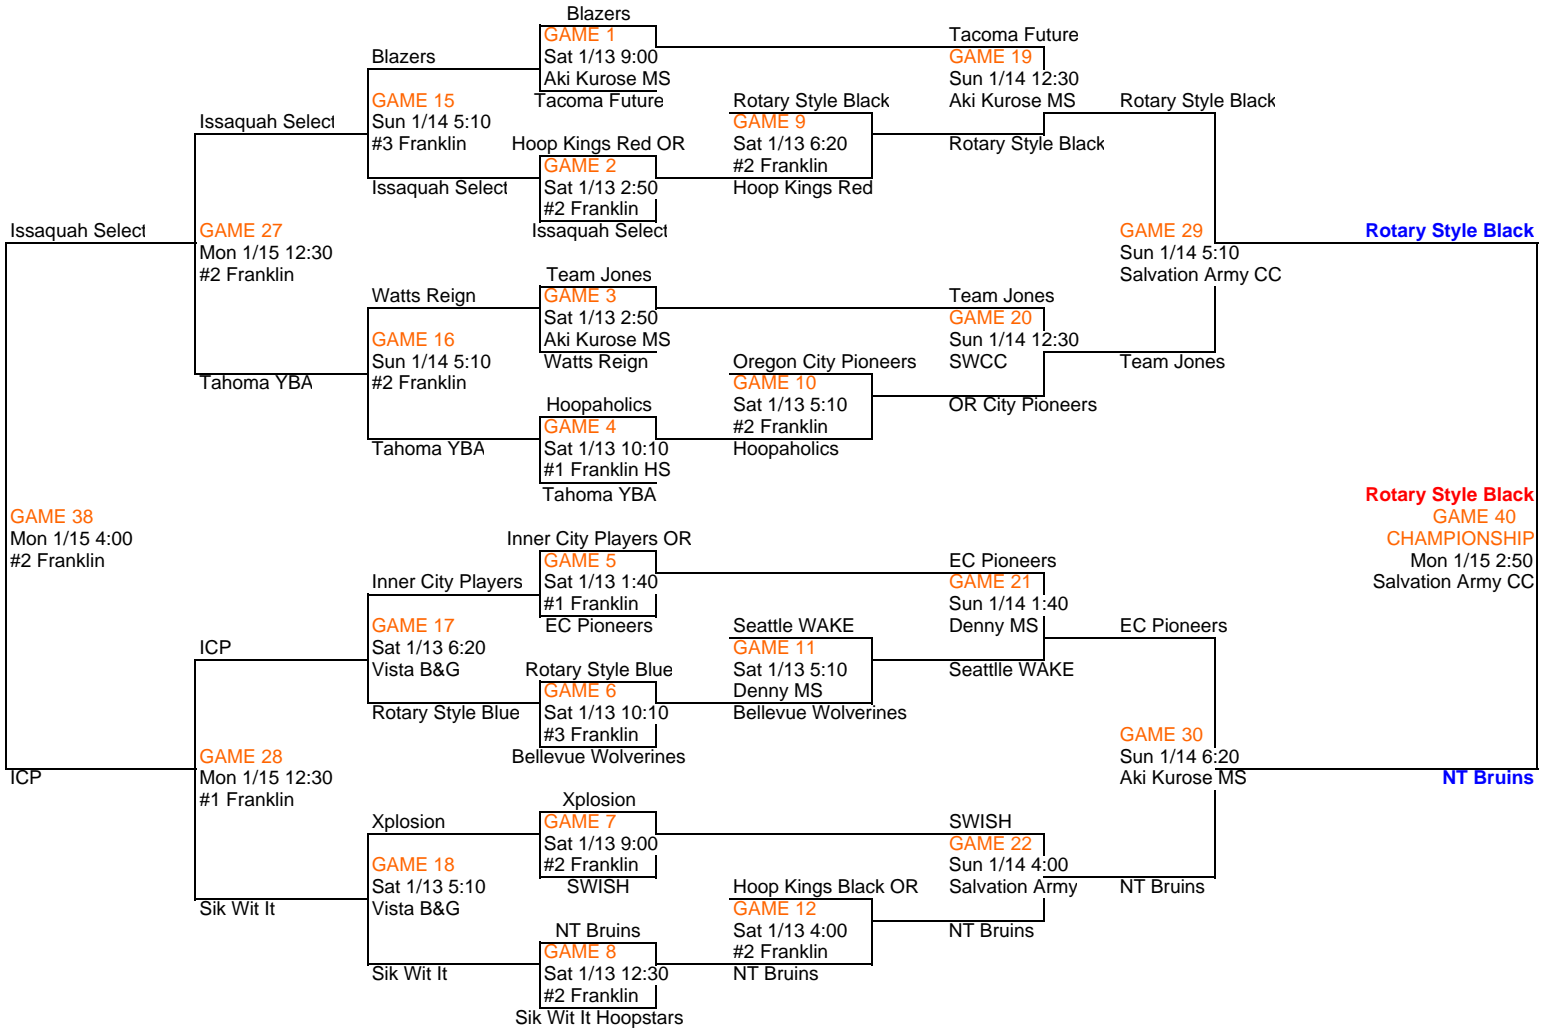 Blazers
GAME 1
Sat 1/13 9:00
Aki Kurose MS
Tacoma Future
Hoop Kings Red OR
GAME 2
Sat 1/13 2:50
#2 Franklin
Issaquah Select
Team Jones
GAME 3
Sat 1/13 2:50
Aki Kurose MS
Watts Reign
Hoopaholics
GAME 4
Sat 1/13 10:10
#1 Franklin HS
Tahoma YBA
Inner City Players OR
GAME 5
Sat 1/13 1:40
#1 Franklin
EC Pioneers
Rotary Style Blue
GAME 6
Sat 1/13 10:10
#3 Franklin
Bellevue Wolverines
Xplosion
GAME 7
Sat 1/13 9:00
#2 Franklin
SWISH
NT Bruins
GAME 8
Sat 1/13 12:30
#2 Franklin
Sik Wit It Hoopstars
Blazers
GAME 15
Sun 1/14 5:10
#3 Franklin
Issaquah Select
Watts Reign
GAME 16
Sun 1/14 5:10
#2 Franklin
Tahoma YBA
Inner City Players
GAME 17
Sat 1/13 6:20
Vista B&G
Rotary Style Blue
Xplosion
GAME 18
Sat 1/13 5:10
Vista B&G
Sik Wit It
Issaquah Select
GAME 27
Mon 1/15 12:30
#2 Franklin
Tahoma YBA
ICP
GAME 28
Mon 1/15 12:30
#1 Franklin
Sik Wit It
Issaquah Select
GAME 38
Mon 1/15 4:00
#2 Franklin
ICP
Rotary Style Black
GAME 9
Sat 1/13 6:20
#2 Franklin
Hoop Kings Red
Oregon City Pioneers
GAME 10
Sat 1/13 5:10
#2 Franklin
Hoopaholics
Seattle WAKE
GAME 11
Sat 1/13 5:10
Denny MS
Bellevue Wolverines
Hoop Kings Black OR
GAME 12
Sat 1/13 4:00
#2 Franklin
NT Bruins
Tacoma Future
GAME 19
Sun 1/14 12:30
Aki Kurose MS
Rotary Style Black
Team Jones
GAME 20
Sun 1/14 12:30
SWCC
OR City Pioneers
EC Pioneers
GAME 21
Sun 1/14 1:40
Denny MS
Seattlle WAKE
SWISH
GAME 22
Sun 1/14 4:00
Salvation Army
NT Bruins
Rotary Style Black
GAME 29
Sun 1/14 5:10
Salvation Army CC
Team Jones
EC Pioneers
GAME 30
Sun 1/14 6:20
Aki Kurose MS
NT Bruins
Rotary Style Black
Rotary Style Black
GAME 40
CHAMPIONSHIP
Mon 1/15 2:50
Salvation Army CC
NT Bruins